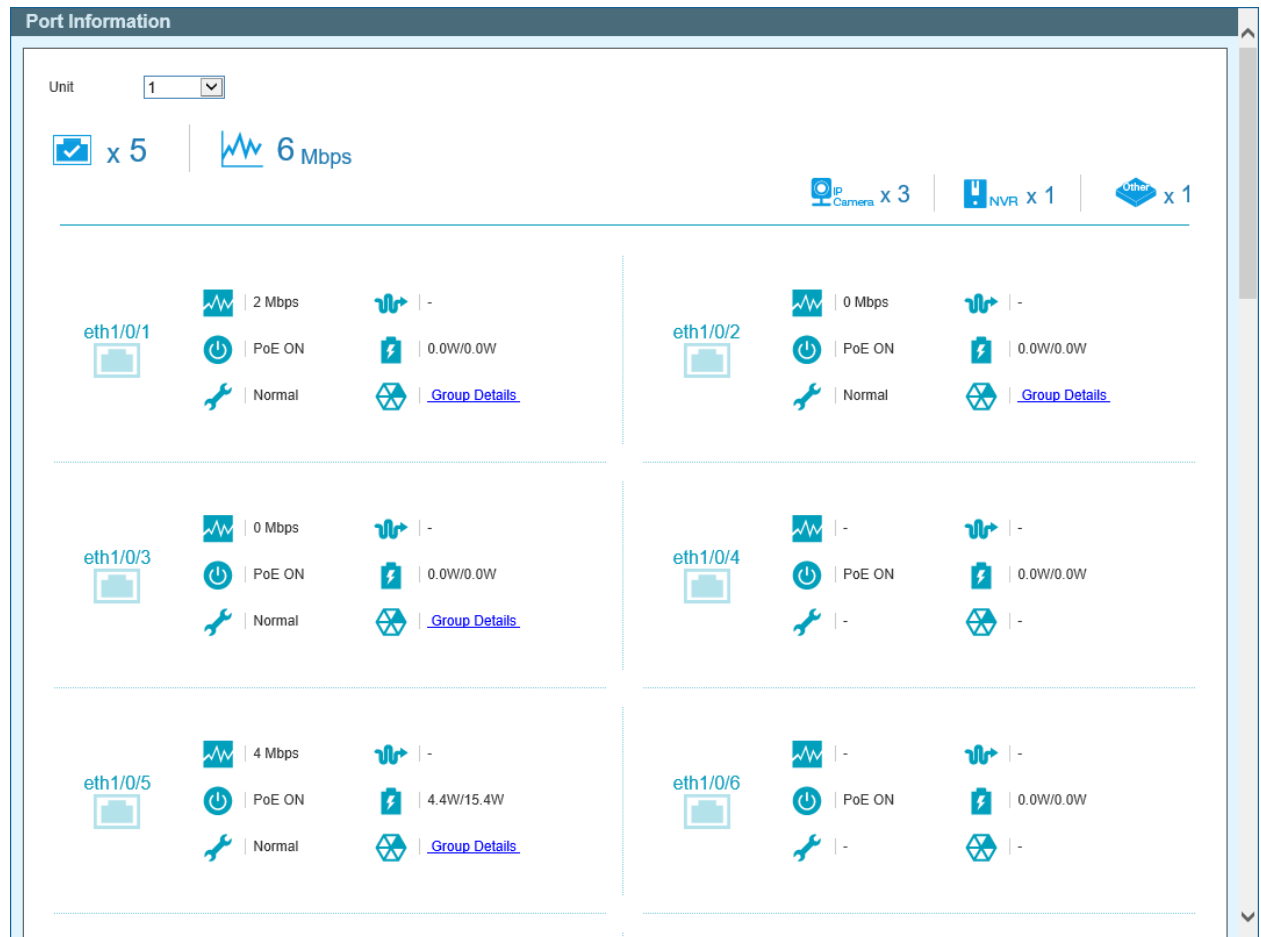 Port Information
Unit 1
x 5 6 Mbps
IP Camera x 3 NVR x 1 Other x 1
2 Mbps - 0 Mbps -
eth1/0/1 eth1/0/2
PoE ON 0.0W/0.0W PoE ON 0.0W/0.0W
Normal Group Details Normal Group Details
0 Mbps - - -
eth1/0/3 eth1/0/4
PoE ON 0.0W/0.0W PoE ON 0.0W/0.0W
Normal Group Details - -
4 Mbps - - -
eth1/0/5 eth1/0/6
PoE ON 4.4W/15.4W PoE ON 0.0W/0.0W
Normal Group Details - -